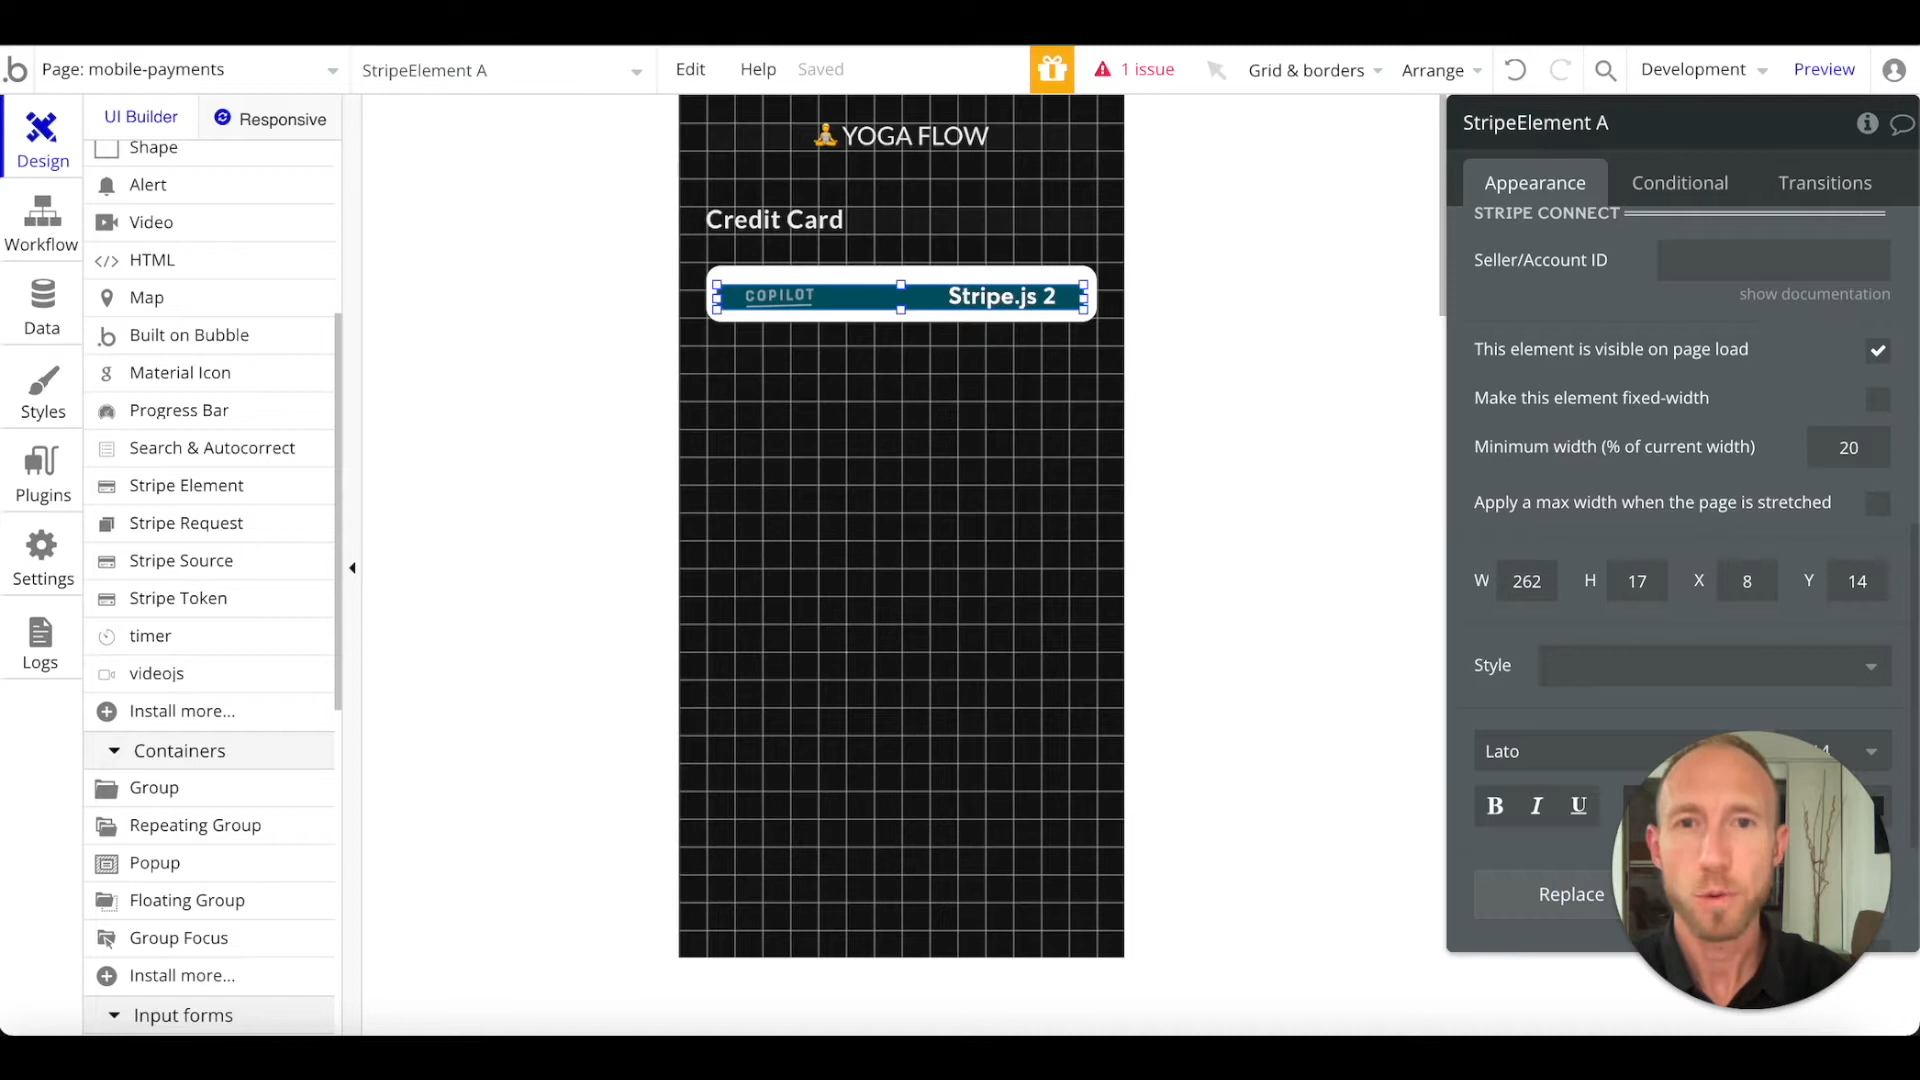 Page: mobile-payments
StripeElement A
Edit
Help
Saved
1 issue
Grid & borders
Arrange
Development
Preview
Design
Workflow
Data
Styles
Plugins
Settings
Logs
UI Builder
Responsive
Shape
Alert
Video
HTML
Map
Built on Bubble
Material Icon
Progress Bar
Search & Autocorrect
Stripe Element
Stripe Request
Stripe Source
Stripe Token
timer
videojs
Install more...
Containers
Group
Repeating Group
Popup
Floating Group
Group Focus
Install more...
Input forms
YOGA FLOW
Credit Card
COPILOT
Stripe.js 2
StripeElement A
Appearance
Conditional
Transitions
STRIPE CONNECT
Seller/Account ID
show documentation
This element is visible on page load
Make this element fixed-width
Minimum width (% of current width) 20
Apply a max width when the page is stretched
W 262 H 17 X 8 Y 14
Style
Lato
B I U
Replace